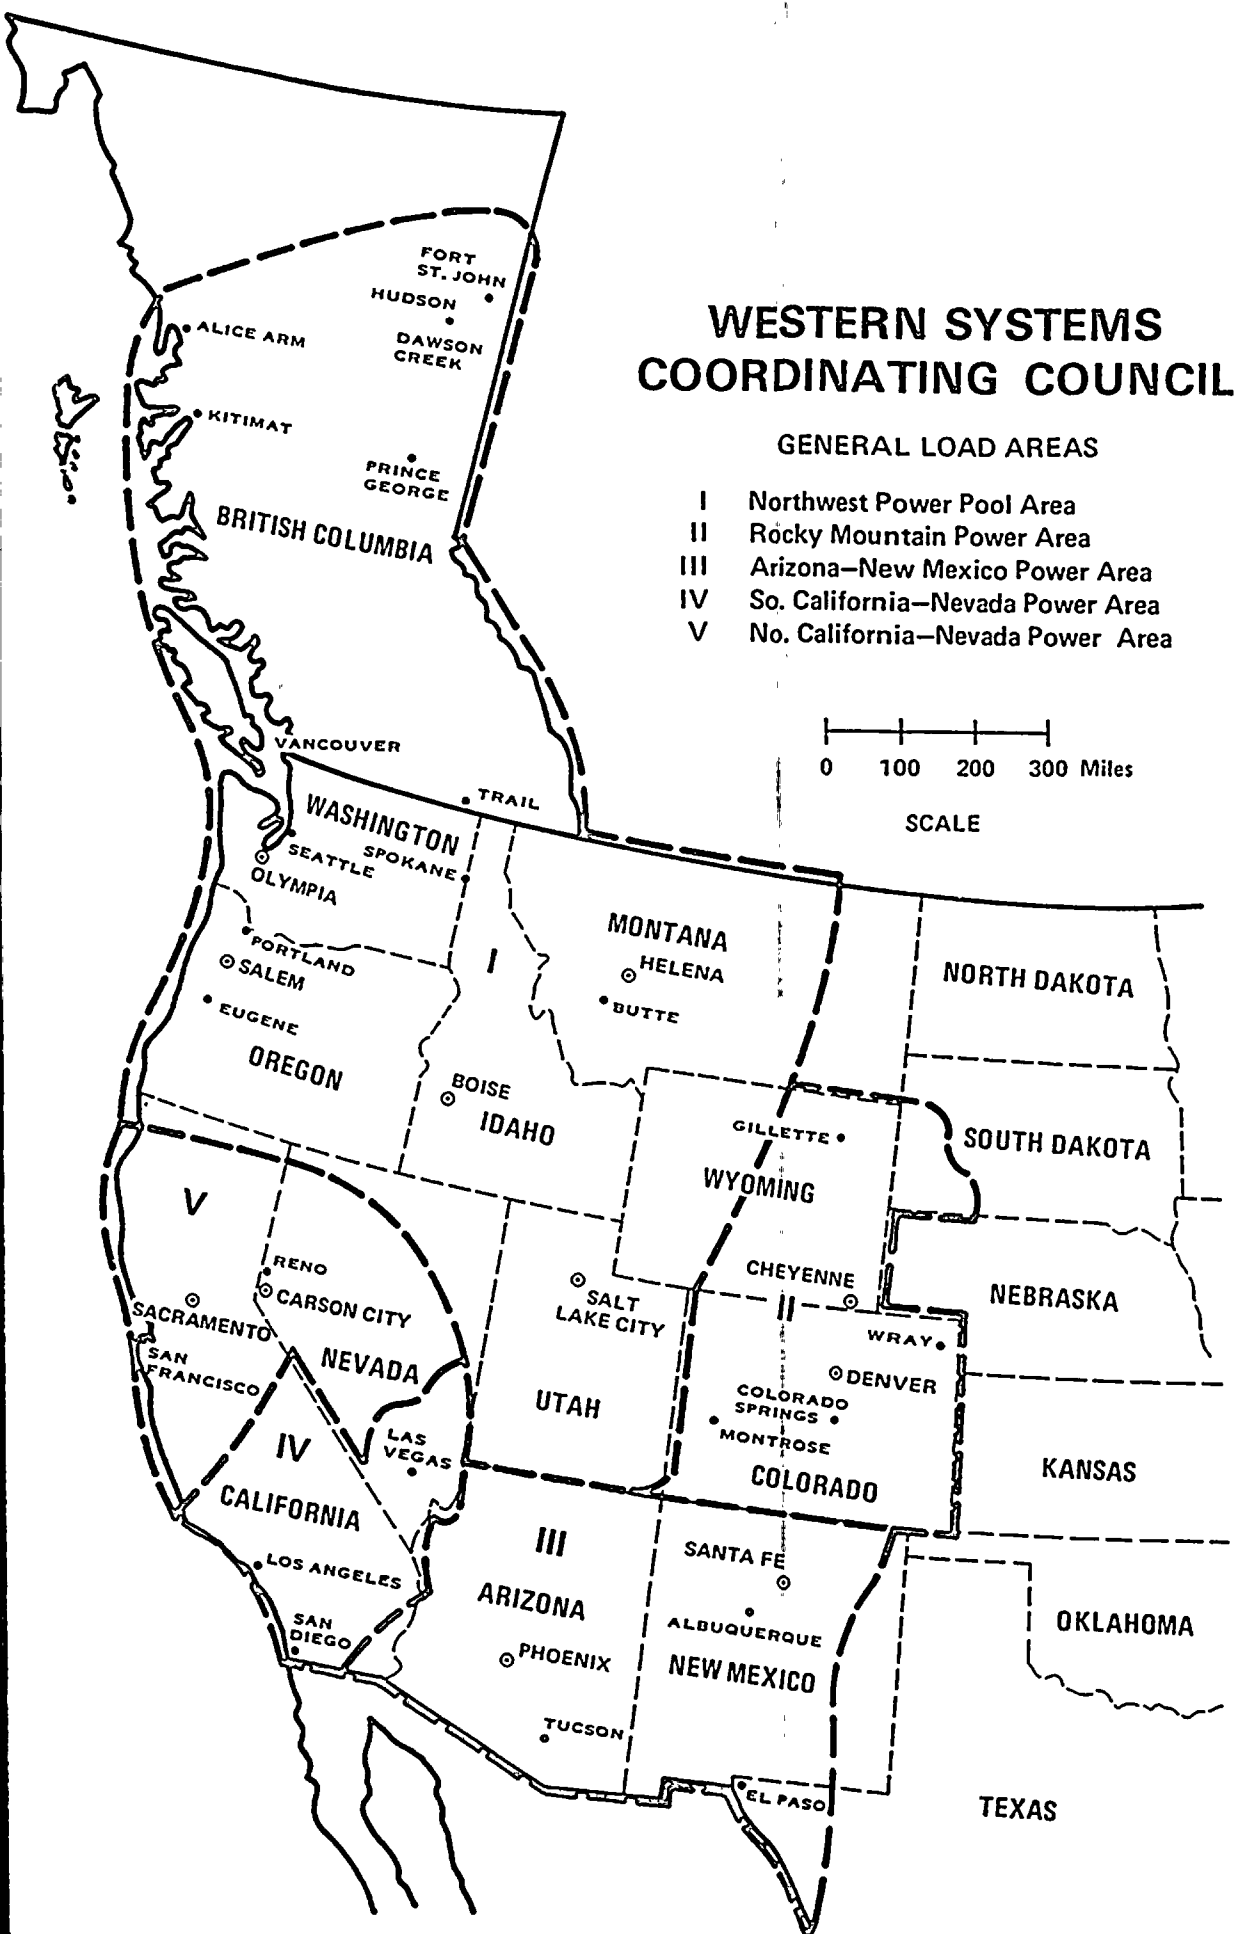 FORT
ST. JOHN
HUDSON
DAWSON
CREEK
ALICE ARM
KITIMAT
PRINCE
GEORGE
BRITISH COLUMBIA
WESTERN SYSTEMS
COORDINATING COUNCIL
GENERAL LOAD AREAS
I Northwest Power Pool Area
II Rocky Mountain Power Area
III Arizona–New Mexico Power Area
IV So. California–Nevada Power Area
V No. California–Nevada Power Area
0 100 200 300 Miles
SCALE
VANCOUVER
TRAIL
WASHINGTON
SEATTLE
SPOKANE
OLYMPIA
PORTLAND
SALEM
EUGENE
OREGON
I
MONTANA
HELENA
BUTTE
NORTH DAKOTA
BOISE
IDAHO
GILLETTE
WYOMING
SOUTH DAKOTA
V
RENO
CARSON CITY
SACRAMENTO
SAN
FRANCISCO
NEVADA
SALT
LAKE CITY
UTAH
CHEYENNE
II
NEBRASKA
WRAY
DENVER
COLORADO
SPRINGS
MONTROSE
COLORADO
KANSAS
IV
LAS
VEGAS
CALIFORNIA
LOS ANGELES
SAN
DIEGO
III
ARIZONA
PHOENIX
TUCSON
SANTA FE
ALBUQUERQUE
NEW MEXICO
OKLAHOMA
EL PASO
TEXAS